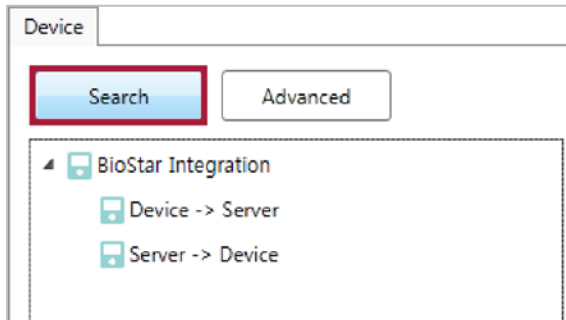 Device
Search Advanced
BioStar Integration
Device -> Server
Server -> Device